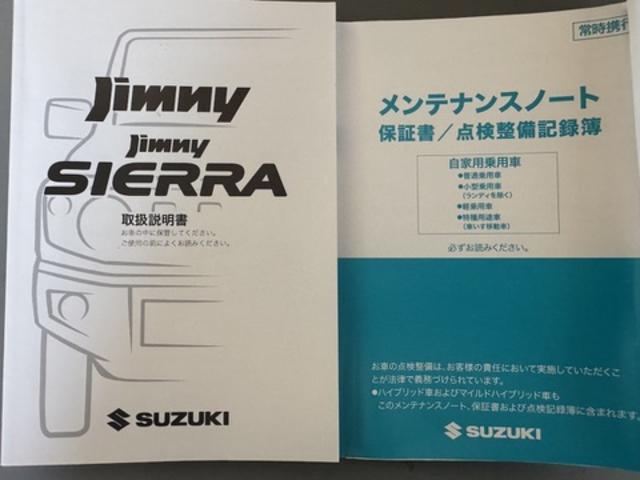 Jimny
Jimny
SIERRA
取扱説明書
お車の中に保管してください。
ご使用の前によくお読みください。
SUZUKI
常時携行
メンテナンスノート
保証書／点検整備記録簿
自家用乗用車
●普通乗用車
●小型乗用車
（ランディを除く）
●軽乗用車
●特種用途車
（車いす移動車）
必ずお読みください。
お車の点検整備は、お客様の責任において実施していただくこ
とが法律で義務づけられています。
●ハイブリッド車およびマイルドハイブリッド車も
このメンテナンスノート、保証書および点検記録簿に含まれます。
SUZUKI